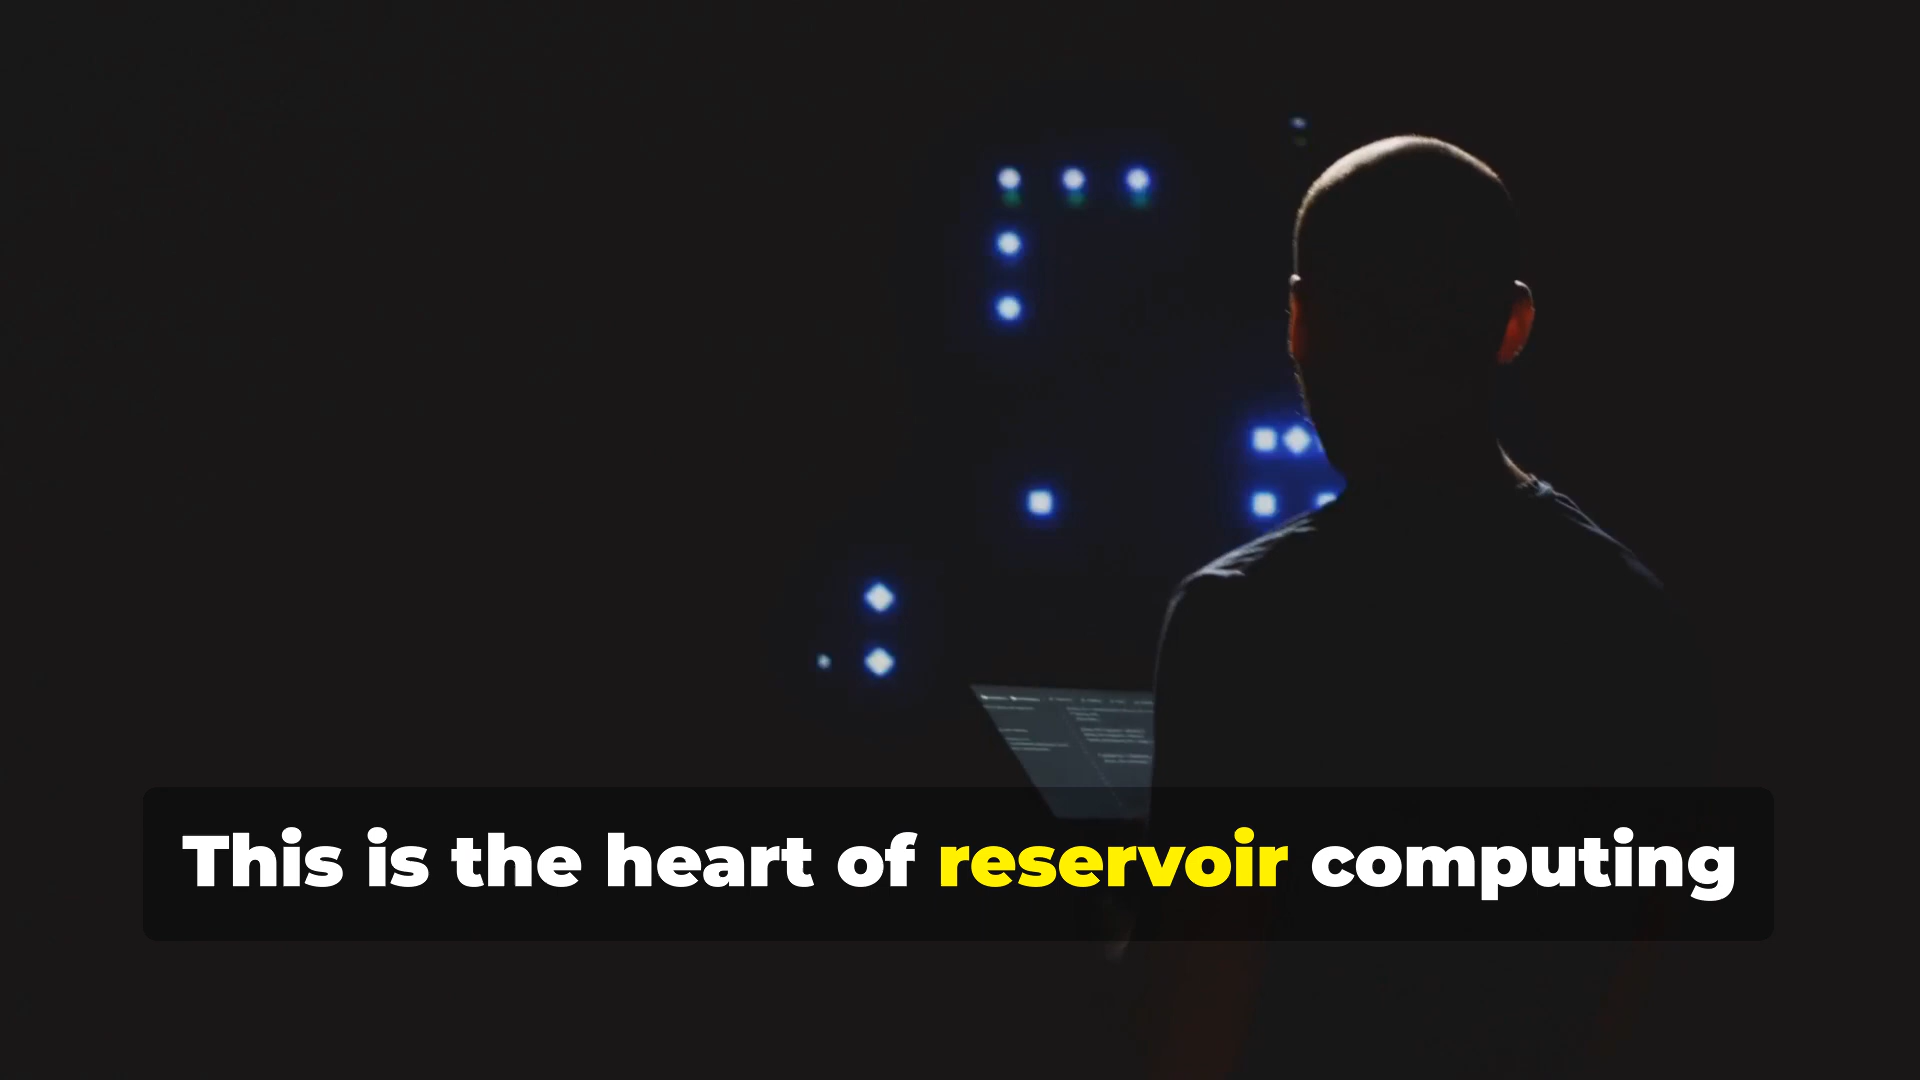 This is the heart of reservoir computing